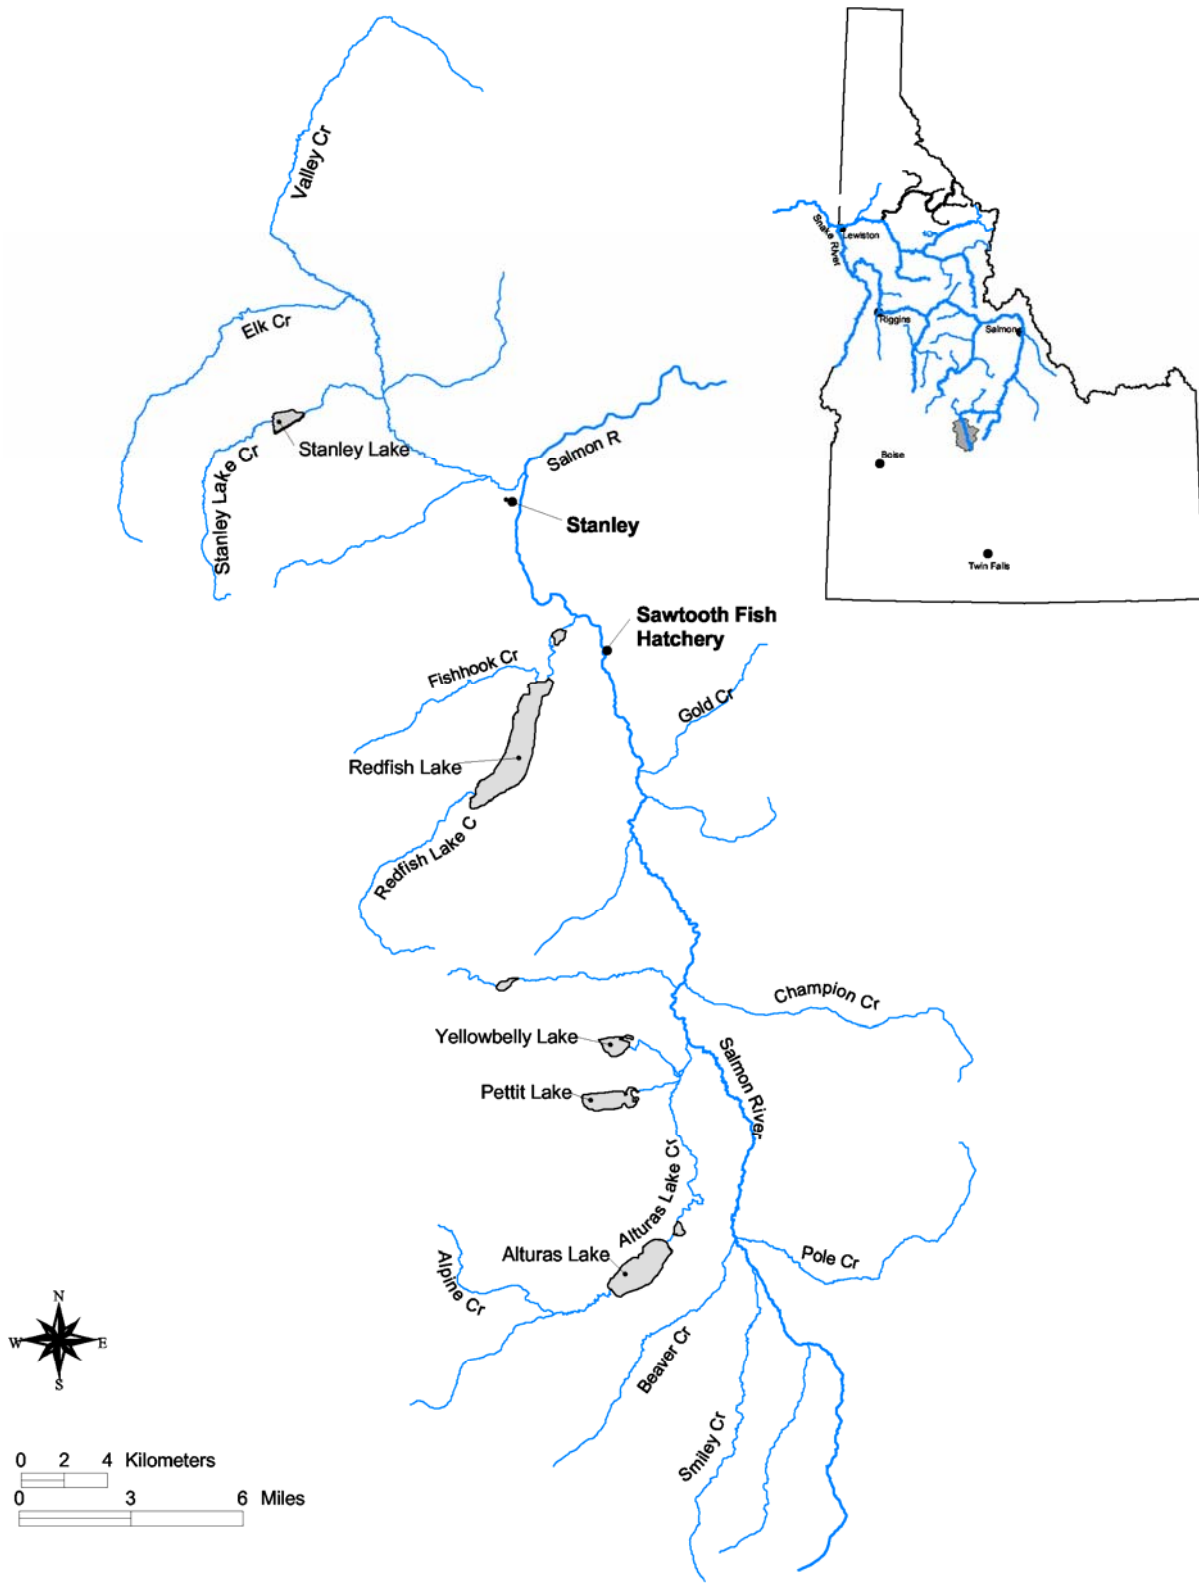 Valley Cr
Elk Cr
Stanley Lake
Stanley Lake Cr
Salmon R
Stanley
Sawtooth Fish
Hatchery
Fishhook Cr
Gold Cr
Redfish Lake
Redfish Lake C
Champion Cr
Yellowbelly Lake
Salmon River
Pettit Lake
Alturas Lake Cr
Alturas Lake
Alpine Cr
Pole Cr
Beaver Cr
Smiley Cr
Snake River
Lewiston
Riggins
Salmon
Boise
Twin Falls
N
W E
S
0 2 4 Kilometers
0 3 6 Miles